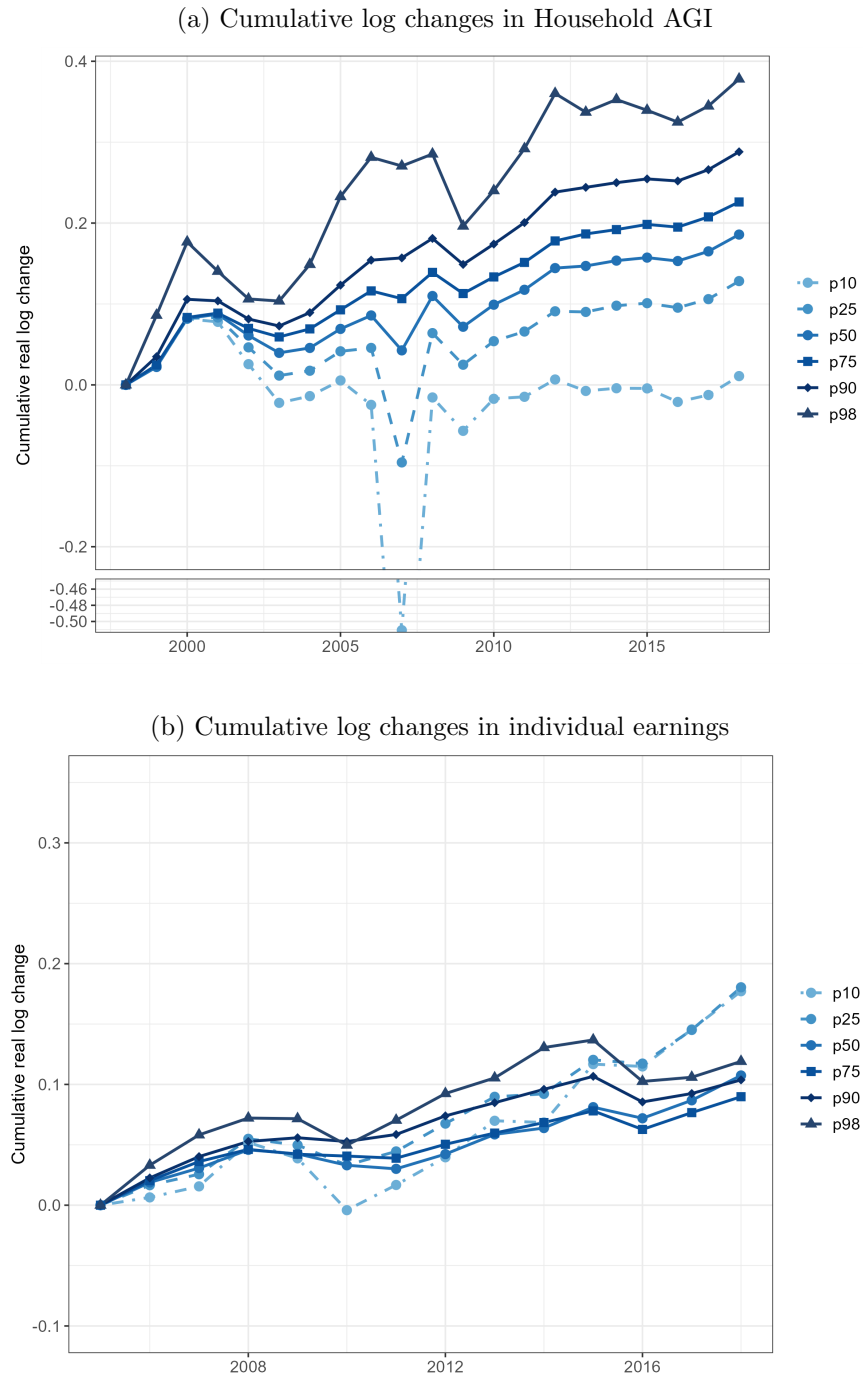 (a) Cumulative log changes in Household AGI
Cumulative real log change
0.4
0.2
0.0
-0.2
-0.46
-0.48
-0.50
2000 2005 2010 2015
p10
p25
p50
p75
p90
p98
(b) Cumulative log changes in individual earnings
Cumulative real log change
0.3
0.2
0.1
0.0
-0.1
2008 2012 2016
p10
p25
p50
p75
p90
p98